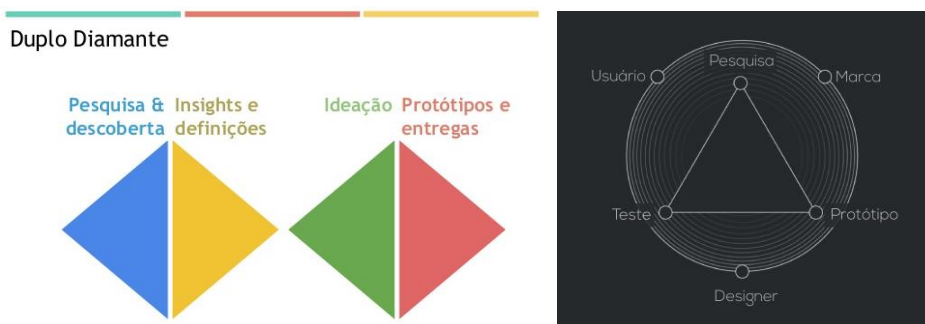 Duplo Diamante
Pesquisa & descoberta
Insights e definições
Ideação
Protótipos e entregas
Pesquisa
Usuário
Marca
Teste
Protótipo
Designer